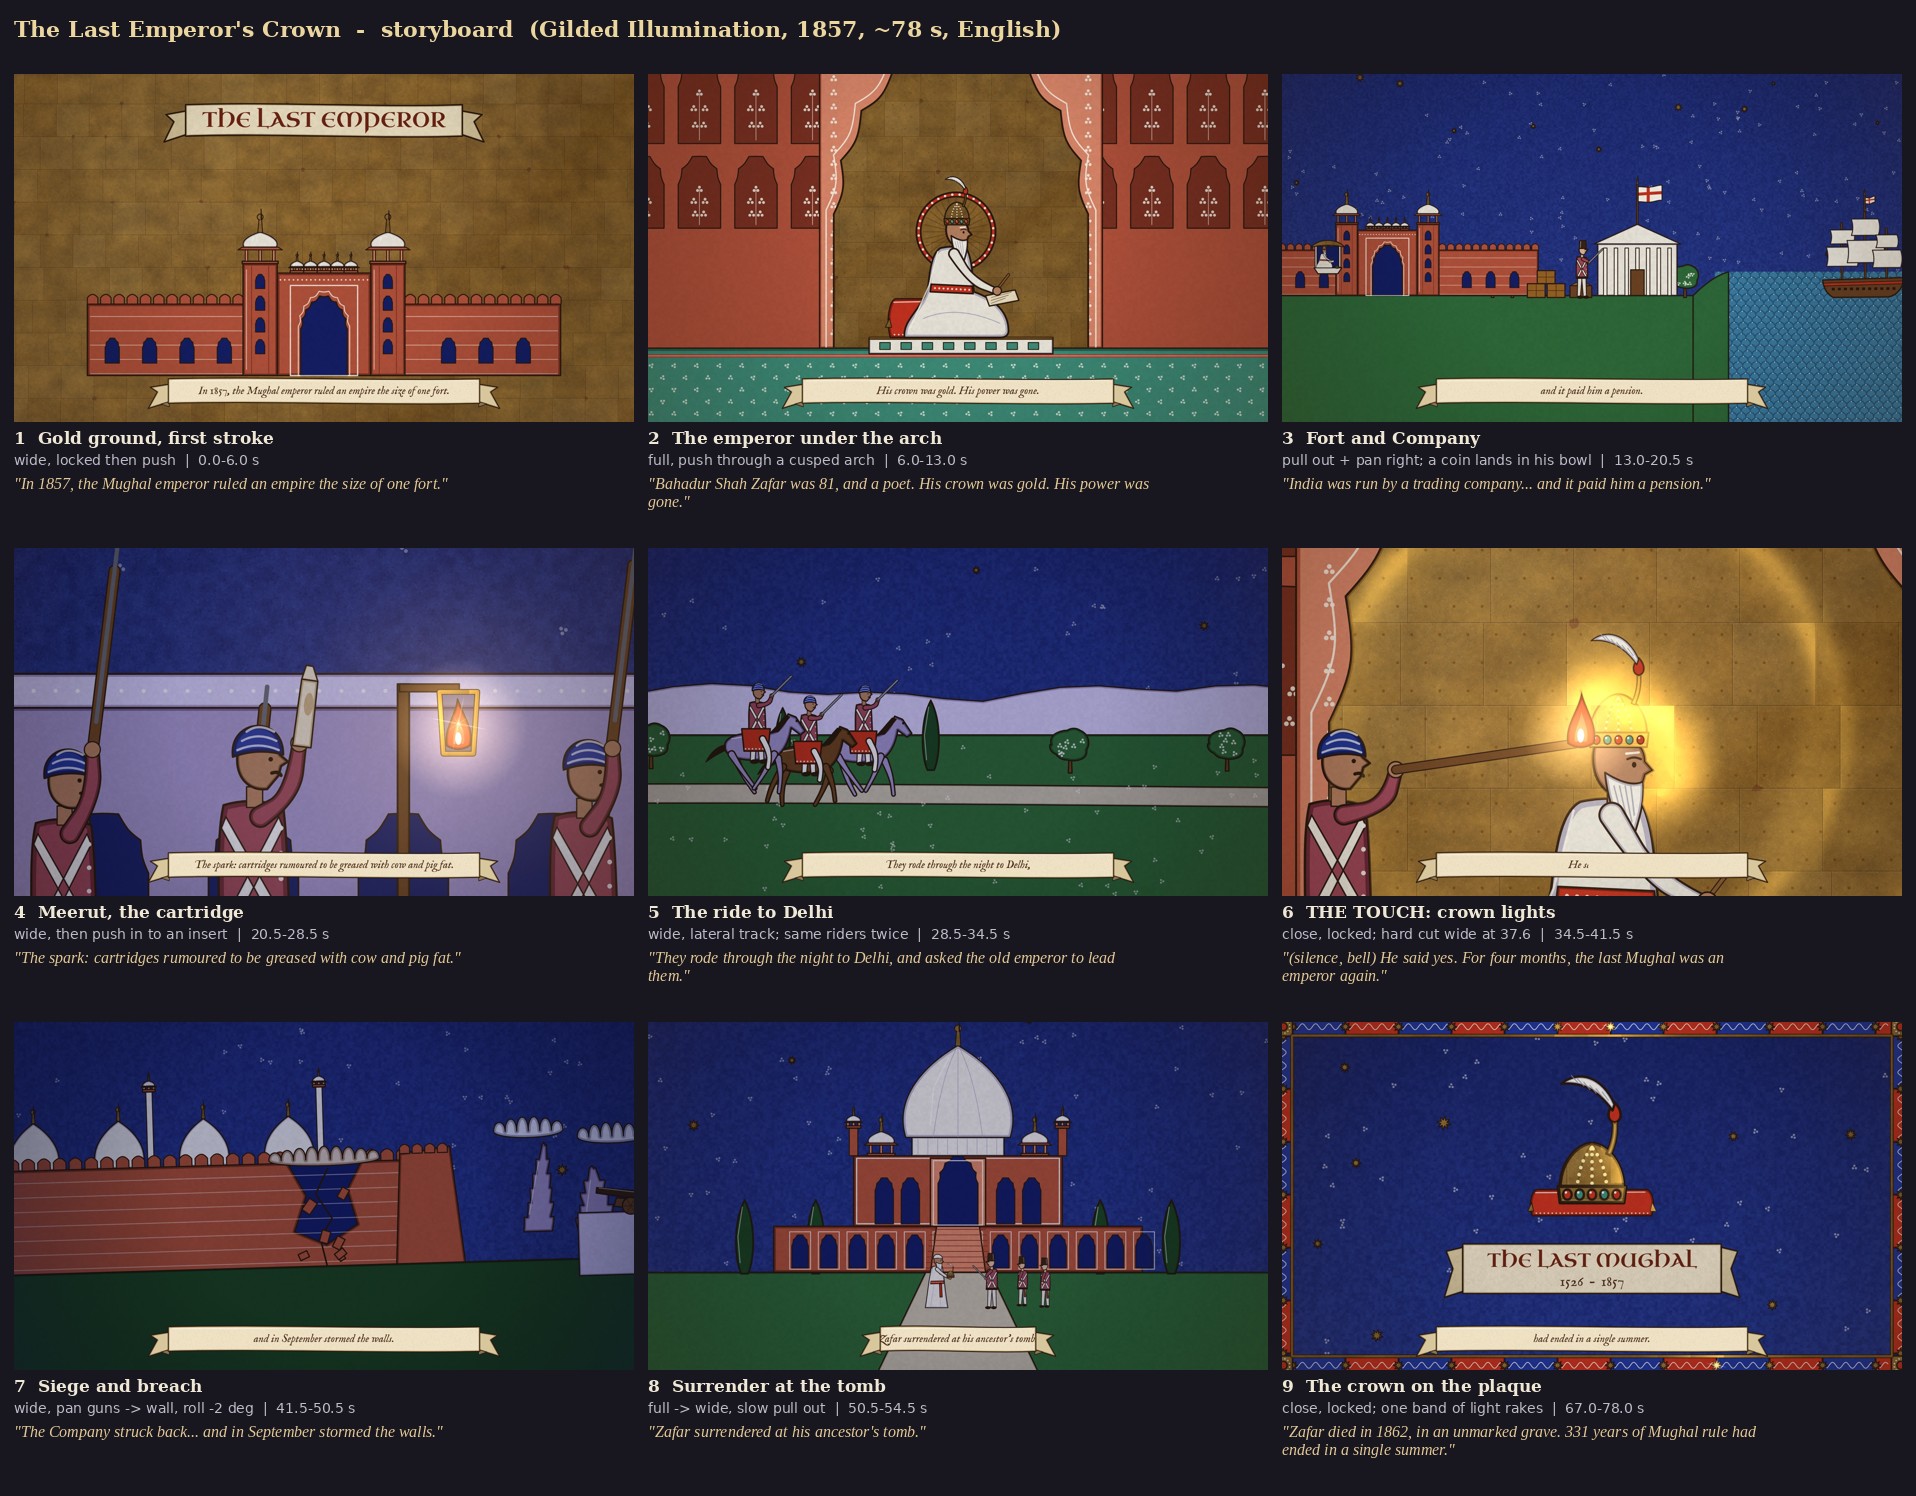 The Last Emperor's Crown - storyboard (Gilded Illumination, 1857, ~78 s, English)
THE LAST EMPEROR
In 1857, the Mughal emperor ruled an empire the size of one fort.
1 Gold ground, first stroke
wide, locked then push | 0.0-6.0 s
"In 1857, the Mughal emperor ruled an empire the size of one fort."
His crown was gold. His power was gone.
2 The emperor under the arch
full, push through a cusped arch | 6.0-13.0 s
"Bahadur Shah Zafar was 81, and a poet. His crown was gold. His power was
gone."
and it paid him a pension.
3 Fort and Company
pull out + pan right; a coin lands in his bowl | 13.0-20.5 s
"India was run by a trading company... and it paid him a pension."
The spark: cartridges rumoured to be greased with cow and pig fat.
4 Meerut, the cartridge
wide, then push in to an insert | 20.5-28.5 s
"The spark: cartridges rumoured to be greased with cow and pig fat."
They rode through the night to Delhi,
5 The ride to Delhi
wide, lateral track; same riders twice | 28.5-34.5 s
"They rode through the night to Delhi, and asked the old emperor to lead
them."
He s
6 THE TOUCH: crown lights
close, locked; hard cut wide at 37.6 | 34.5-41.5 s
"(silence, bell) He said yes. For four months, the last Mughal was an
emperor again."
and in September stormed the walls.
7 Siege and breach
wide, pan guns -> wall, roll -2 deg | 41.5-50.5 s
"The Company struck back... and in September stormed the walls."
Zafar surrendered at his ancestor's tomb
8 Surrender at the tomb
full -> wide, slow pull out | 50.5-54.5 s
"Zafar surrendered at his ancestor's tomb."
THE LAST MUGHAL
1526 - 1857
had ended in a single summer.
9 The crown on the plaque
close, locked; one band of light rakes | 67.0-78.0 s
"Zafar died in 1862, in an unmarked grave. 331 years of Mughal rule had
ended in a single summer."